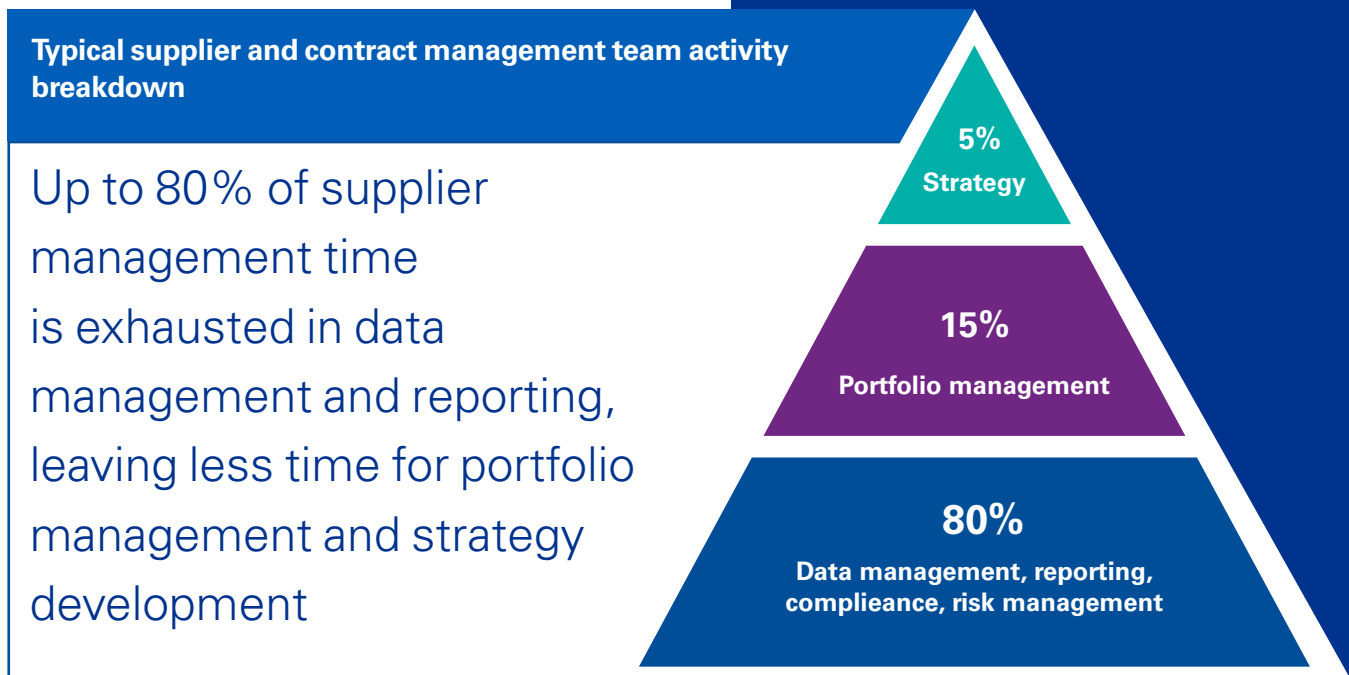 Typical supplier and contract management team activity
breakdown
Up to 80% of supplier
management time
is exhausted in data
management and reporting,
leaving less time for portfolio
management and strategy
development
5%
Strategy
15%
Portfolio management
80%
Data management, reporting,
complieance, risk management